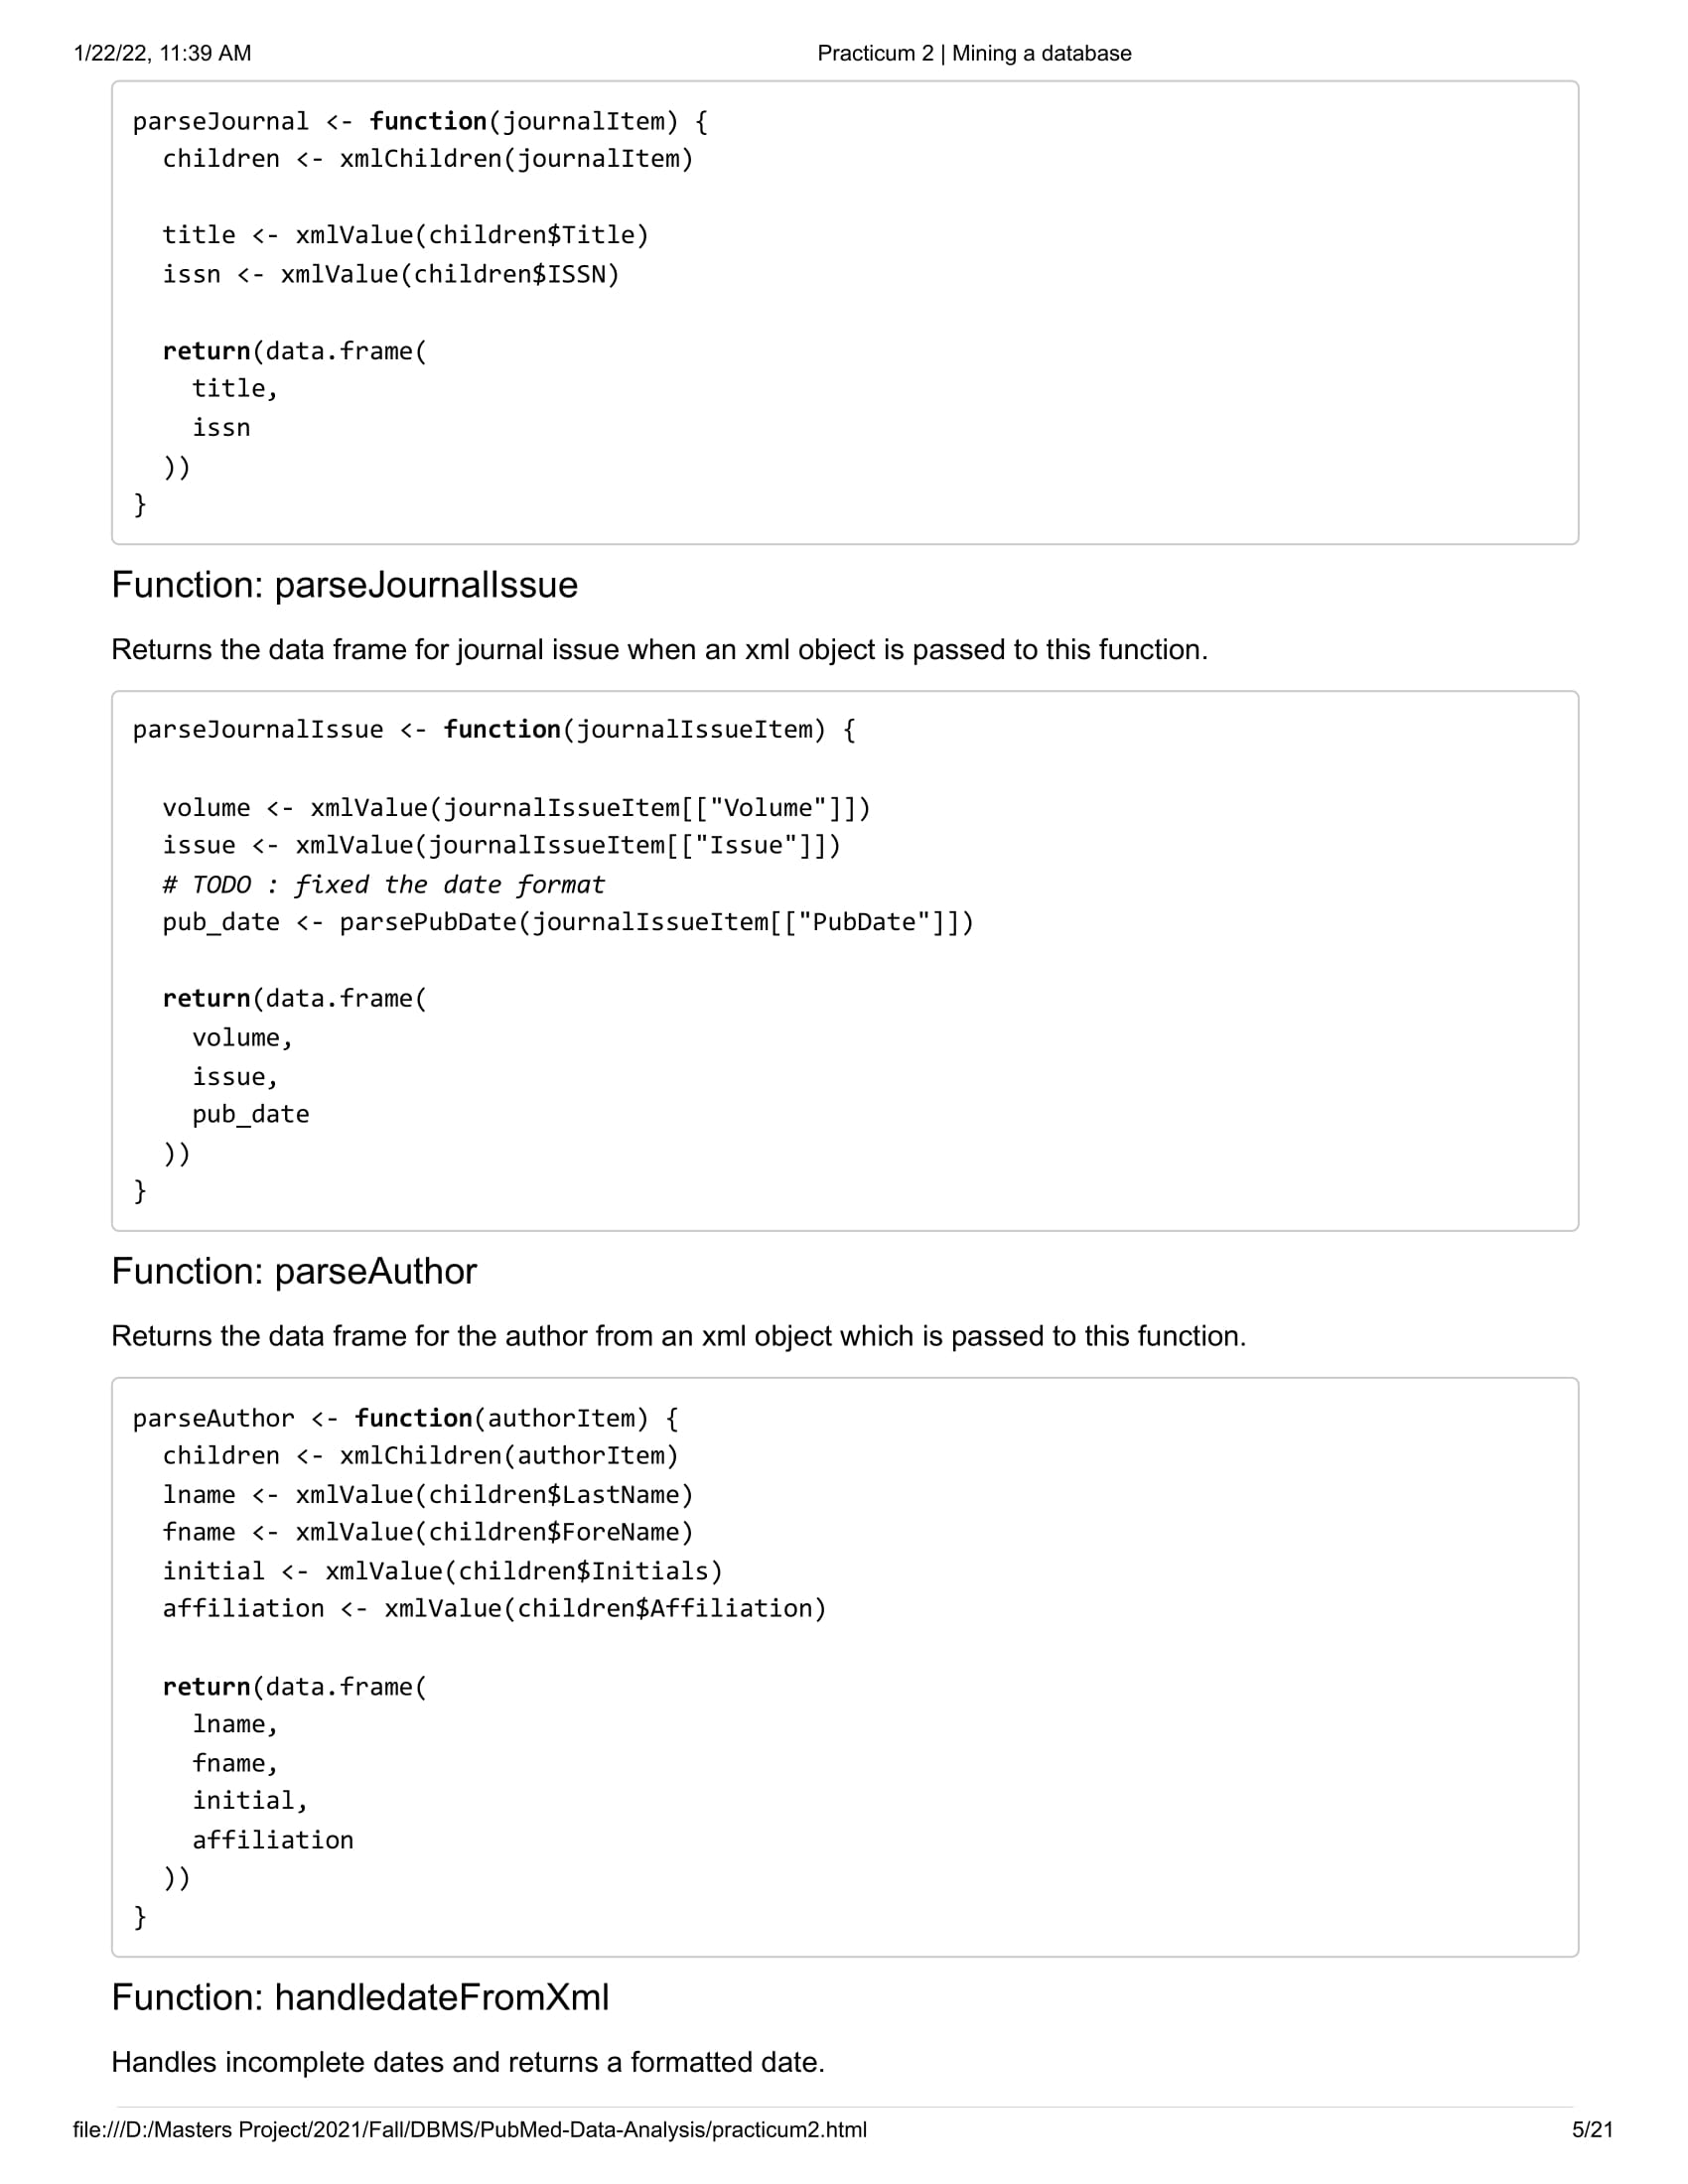 1/22/22, 11:39 AM
Practicum 2 | Mining a database
parseJournal <- function(journalItem) {
  children <- xmlChildren(journalItem)
  title <- xmlValue(children$Title)
  issn <- xmlValue(children$ISSN)
  return(data.frame(
    title,
    issn
  ))
}
Function: parseJournalIssue
Returns the data frame for journal issue when an xml object is passed to this function.
parseJournalIssue <- function(journalIssueItem) {
  volume <- xmlValue(journalIssueItem[["Volume"]])
  issue <- xmlValue(journalIssueItem[["Issue"]])
  # TODO : fixed the date format
  pub_date <- parsePubDate(journalIssueItem[["PubDate"]])
  return(data.frame(
    volume,
    issue,
    pub_date
  ))
}
Function: parseAuthor
Returns the data frame for the author from an xml object which is passed to this function.
parseAuthor <- function(authorItem) {
  children <- xmlChildren(authorItem)
  lname <- xmlValue(children$LastName)
  fname <- xmlValue(children$ForeName)
  initial <- xmlValue(children$Initials)
  affiliation <- xmlValue(children$Affiliation)
  return(data.frame(
    lname,
    fname,
    initial,
    affiliation
  ))
}
Function: handledateFromXml
Handles incomplete dates and returns a formatted date.
file:///D:/Masters Project/2021/Fall/DBMS/PubMed-Data-Analysis/practicum2.html
5/21